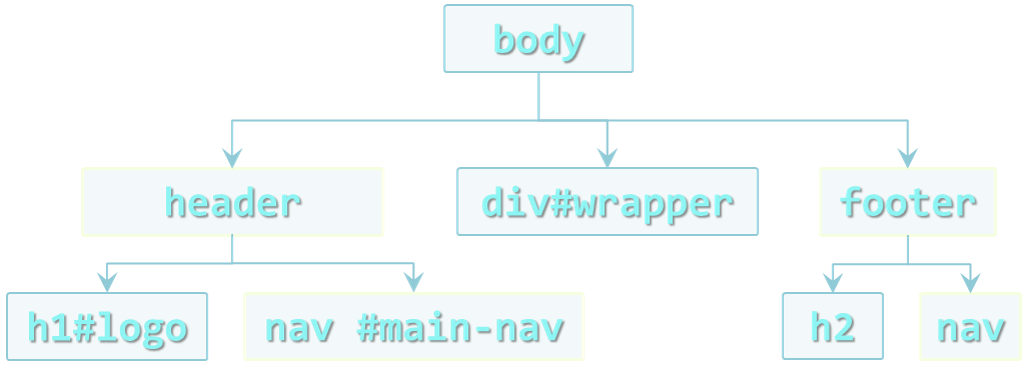 body
header
div#wrapper
footer
h1#logo
nav #main-nav
h2
nav